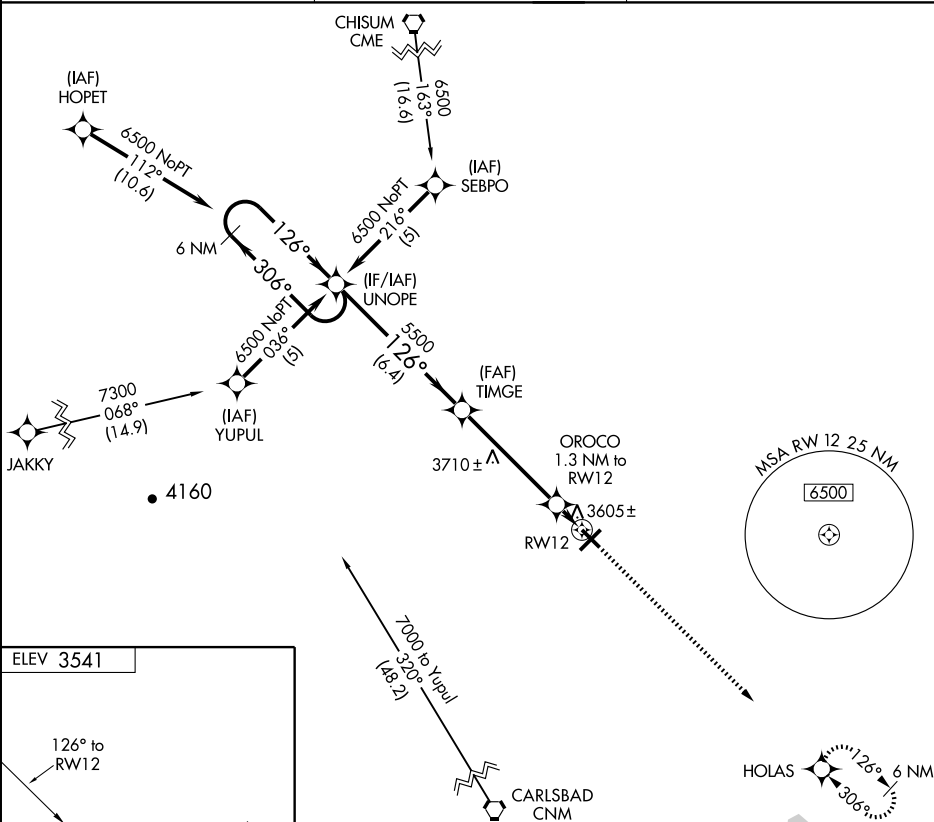 CHISUM
CME
6500
163°
(16.6)
(IAF)
HOPET
6500 NoPT
112°
(10.6)
(IAF)
SEBPO
6500 NoPT
216°
(5)
6 NM
126°
306°
(IF/IAF)
UNOPE
6500 NoPT
036°
(5)
5500
126°
(6.4)
(FAF)
TIMGE
7300
068°
(14.9)
JAKKY
(IAF)
YUPUL
4160
OROCO
1.3 NM to
RW12
3710±
3605±
RW12
MSA RW 12 25 NM
6500
7000 to Yupul
320°
(48.2)
ELEV 3541
126° to
RW12
CARLSBAD
CNM
HOLAS
126°
306°
6 NM